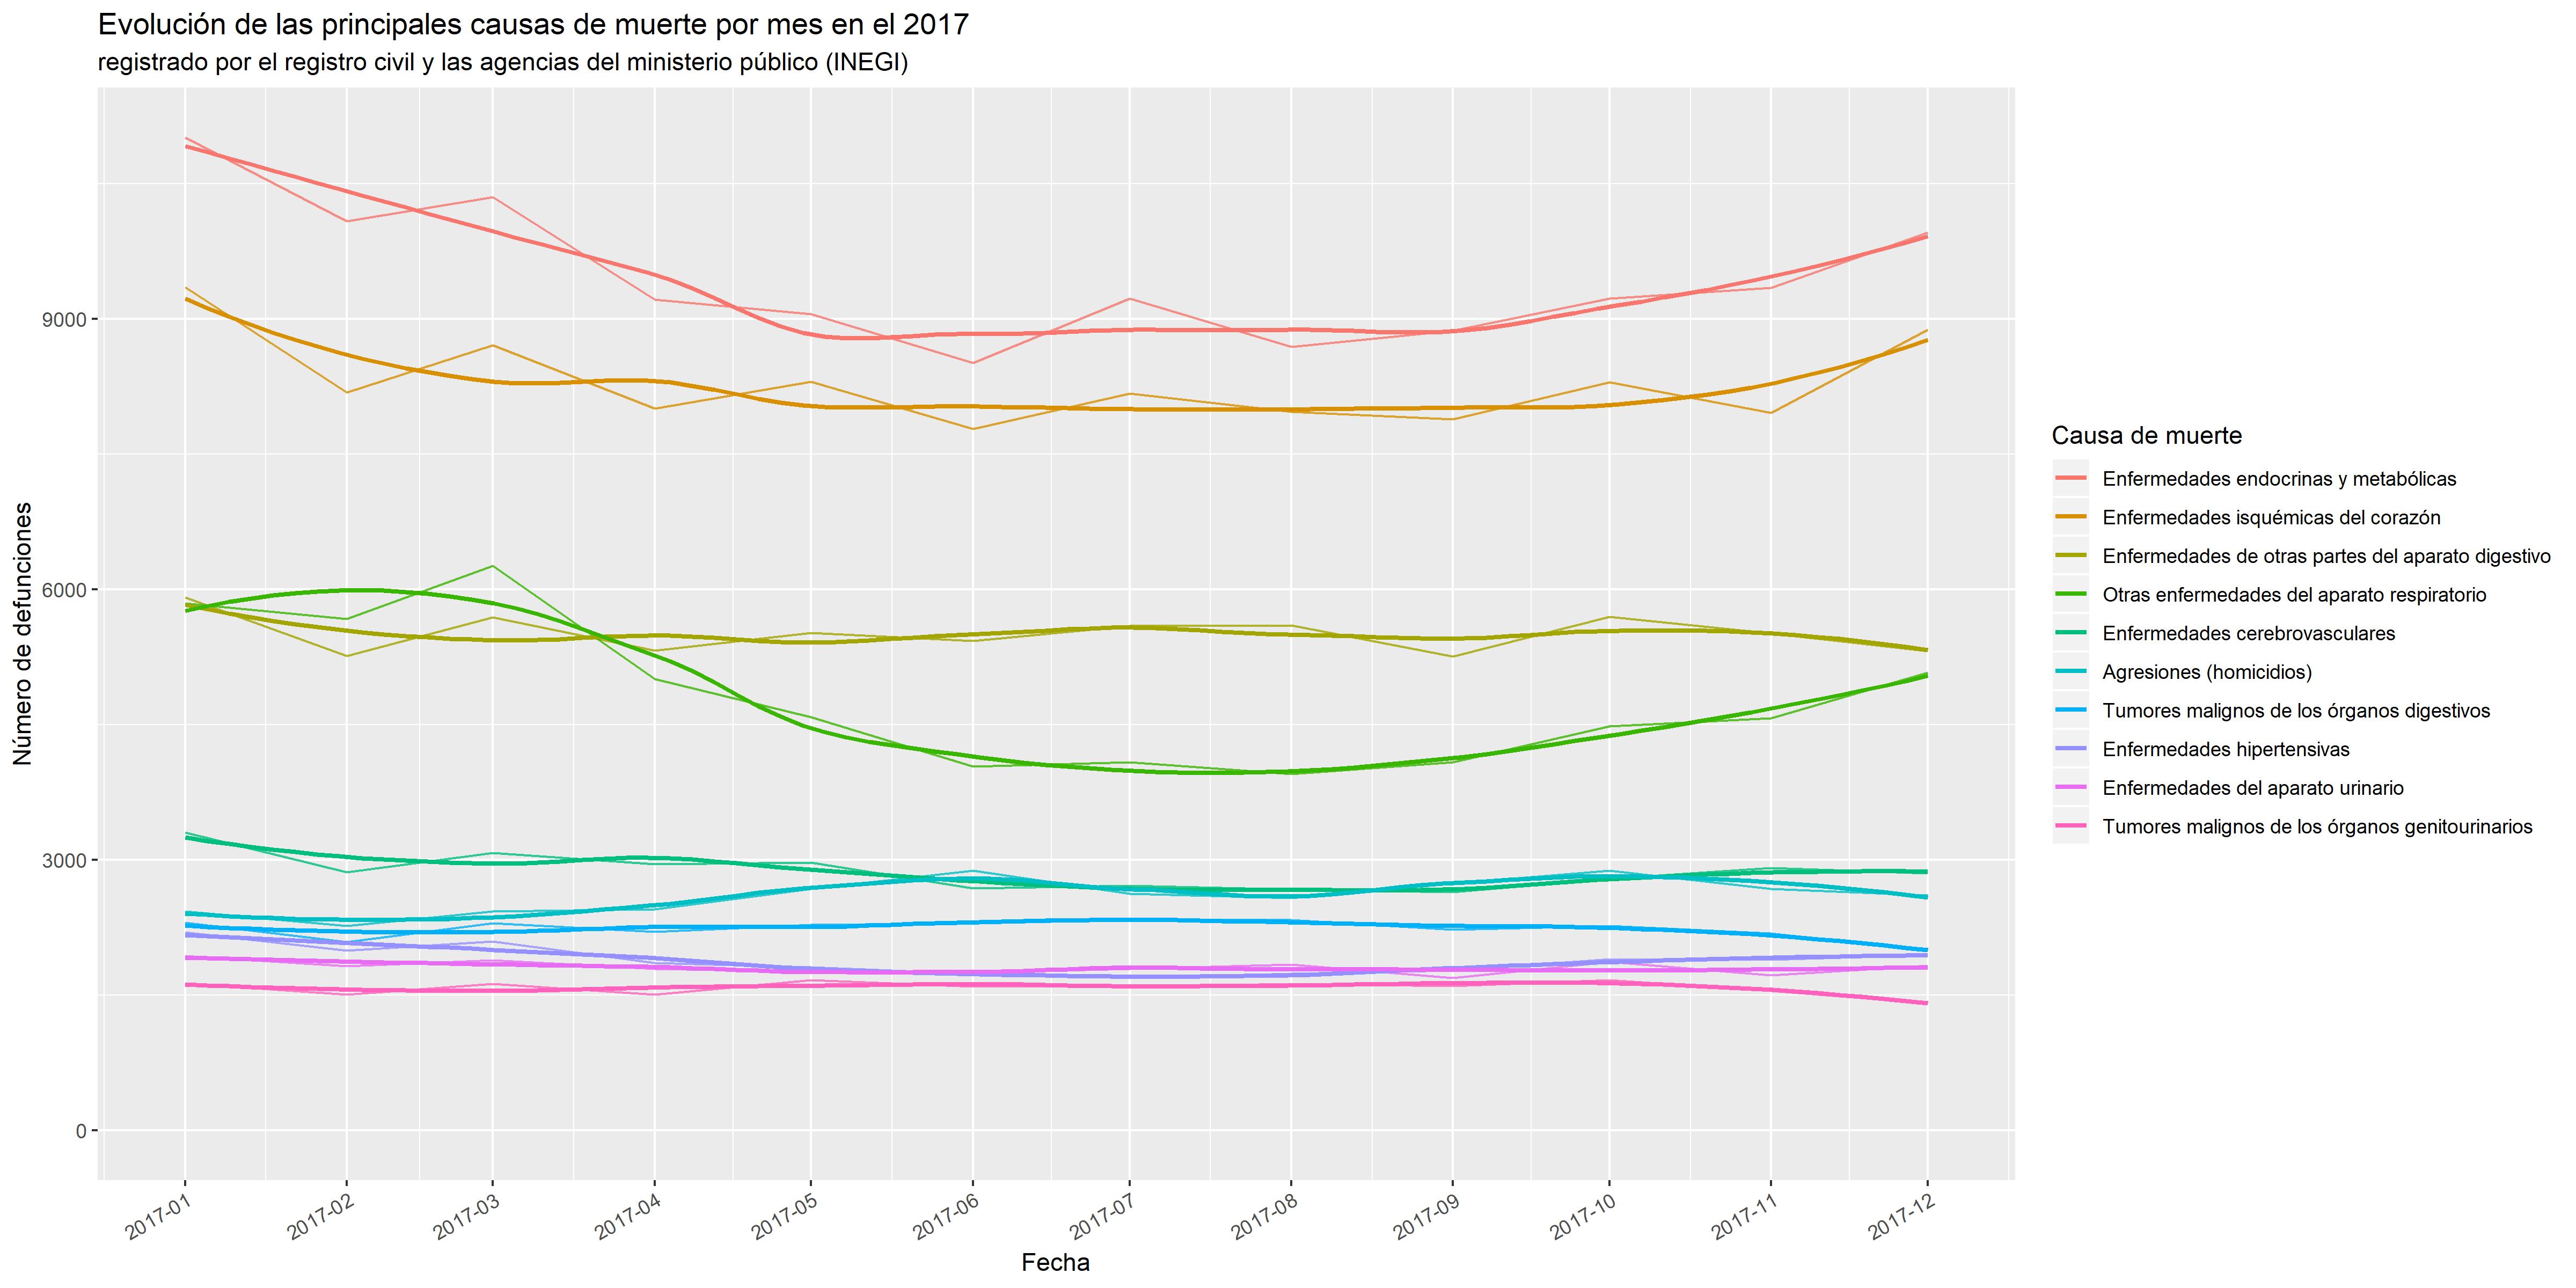 Evolución de las principales causas de muerte por mes en el 2017
registrado por el registro civil y las agencias del ministerio público (INEGI)
Número de defunciones
9000
6000
3000
0
2017-01
2017-02
2017-03
2017-04
2017-05
2017-06
2017-07
2017-08
2017-09
2017-10
2017-11
2017-12
Fecha
Causa de muerte
Enfermedades endocrinas y metabólicas
Enfermedades isquémicas del corazón
Enfermedades de otras partes del aparato digestivo
Otras enfermedades del aparato respiratorio
Enfermedades cerebrovasculares
Agresiones (homicidios)
Tumores malignos de los órganos digestivos
Enfermedades hipertensivas
Enfermedades del aparato urinario
Tumores malignos de los órganos genitourinarios